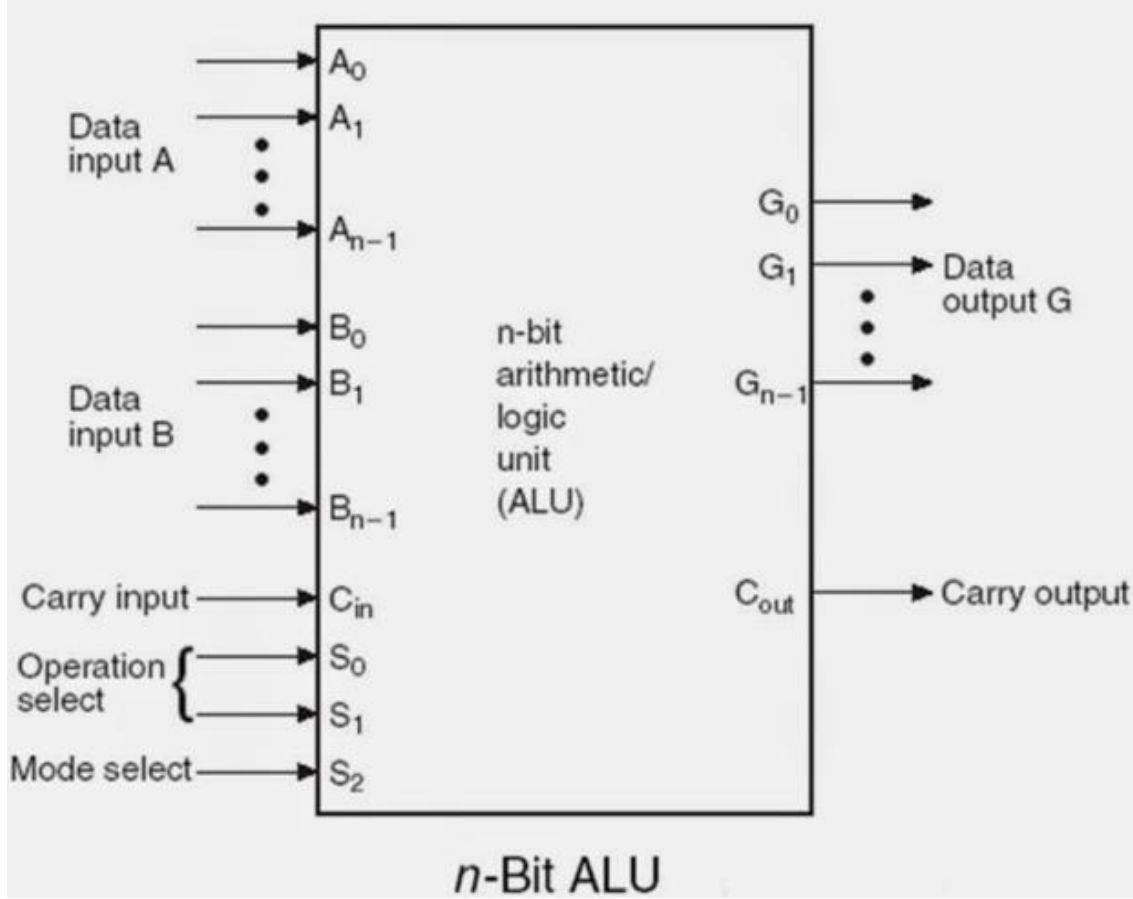 A₀
A₁
Data
input A
Aₙ₋₁
B₀
B₁
Data
input B
Bₙ₋₁
Carry input
Cᵢₙ
Operation
select
S₀
S₁
Mode select
S₂
n-bit
arithmetic/
logic
unit
(ALU)
G₀
G₁
Data
output G
Gₙ₋₁
Cₒᵤₜ
Carry output
n-Bit ALU